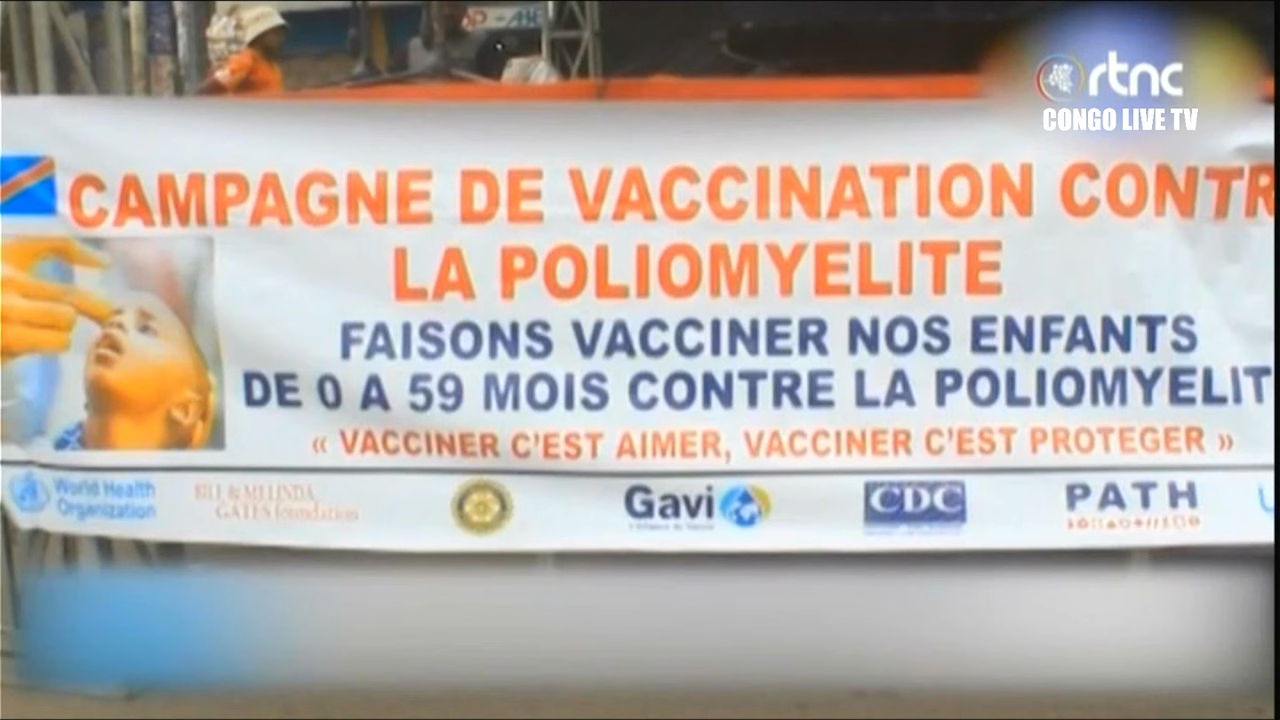 rtnc
CONGO LIVE TV
CAMPAGNE DE VACCINATION CONTR
LA POLIOMYELITE
FAISONS VACCINER NOS ENFANTS
DE 0 A 59 MOIS CONTRE LA POLIOMYELIT
« VACCINER C'EST AIMER, VACCINER C'EST PROTEGER »
World Health
Organization
BILL & MELINDA
GATES foundation
Gavi
CDC
PATH